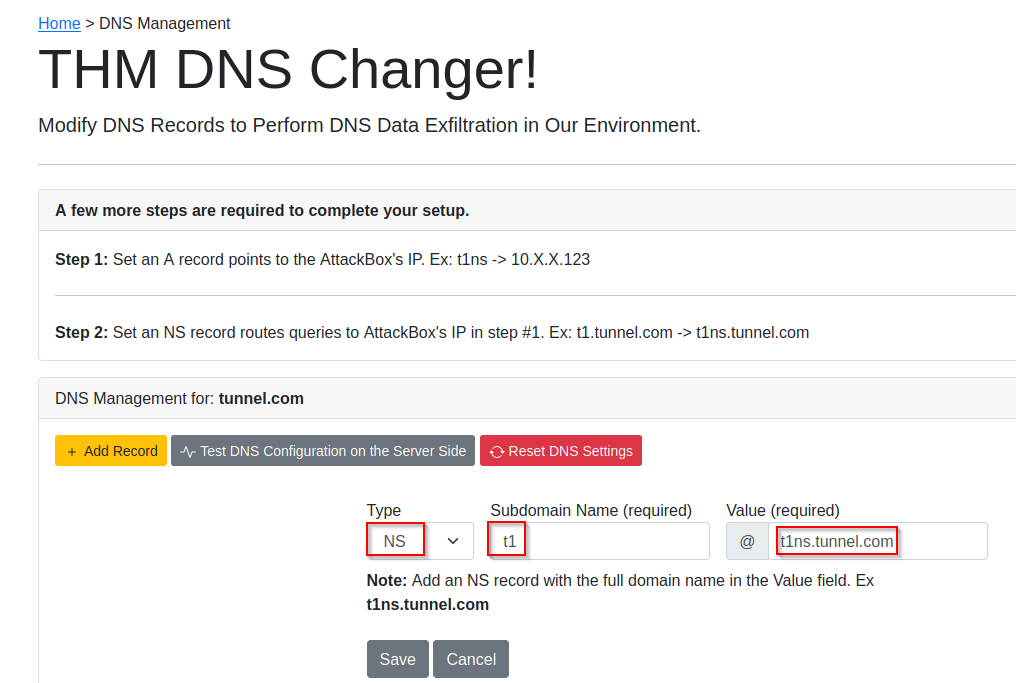 Home > DNS Management
THM DNS Changer!
Modify DNS Records to Perform DNS Data Exfiltration in Our Environment.
A few more steps are required to complete your setup.
Step 1: Set an A record points to the AttackBox's IP. Ex: t1ns -> 10.X.X.123
Step 2: Set an NS record routes queries to AttackBox's IP in step #1. Ex: t1.tunnel.com -> t1ns.tunnel.com
DNS Management for: tunnel.com
+ Add Record Test DNS Configuration on the Server Side Reset DNS Settings
Type Subdomain Name (required) Value (required)
NS t1 @ t1ns.tunnel.com
Note: Add an NS record with the full domain name in the Value field. Ex
t1ns.tunnel.com
Save Cancel